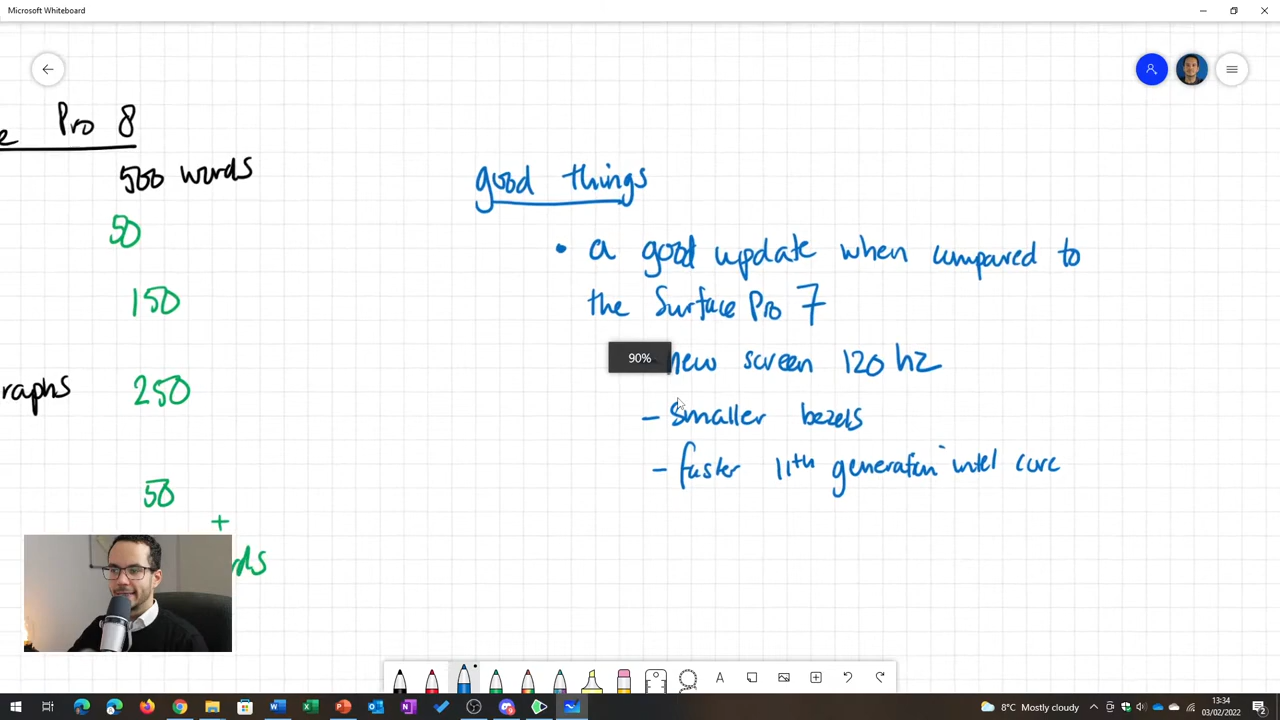 Microsoft Whiteboard
Pro 8
500 words
50
150
raphs 250
50
+
rds
good things
• a good update when compared to
the Surface Pro 7
new screen 120 hz
90%
- smaller bezels
- faster 11th generation intel core
A
8°C Mostly cloudy
13:34
03/02/2022
2